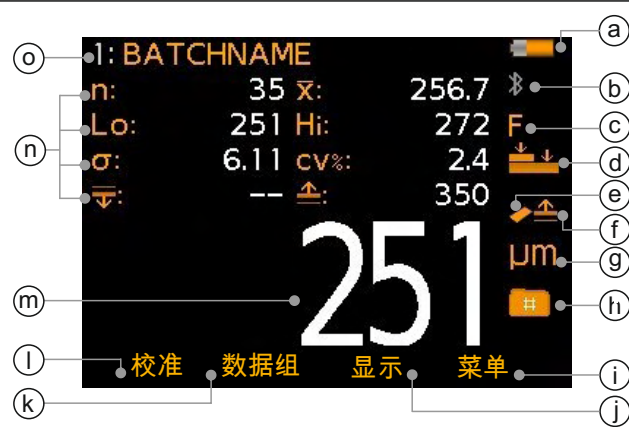 1: BATCHNAME
n: 35 x̄: 256.7
Lo: 251 Hi: 272 F
σ: 6.11 cv%: 2.4
: -- : 350
µm
#
251
校准 数据组 显示 菜单
a
b
c
d
e
f
g
h
i
j
k
l
m
n
o